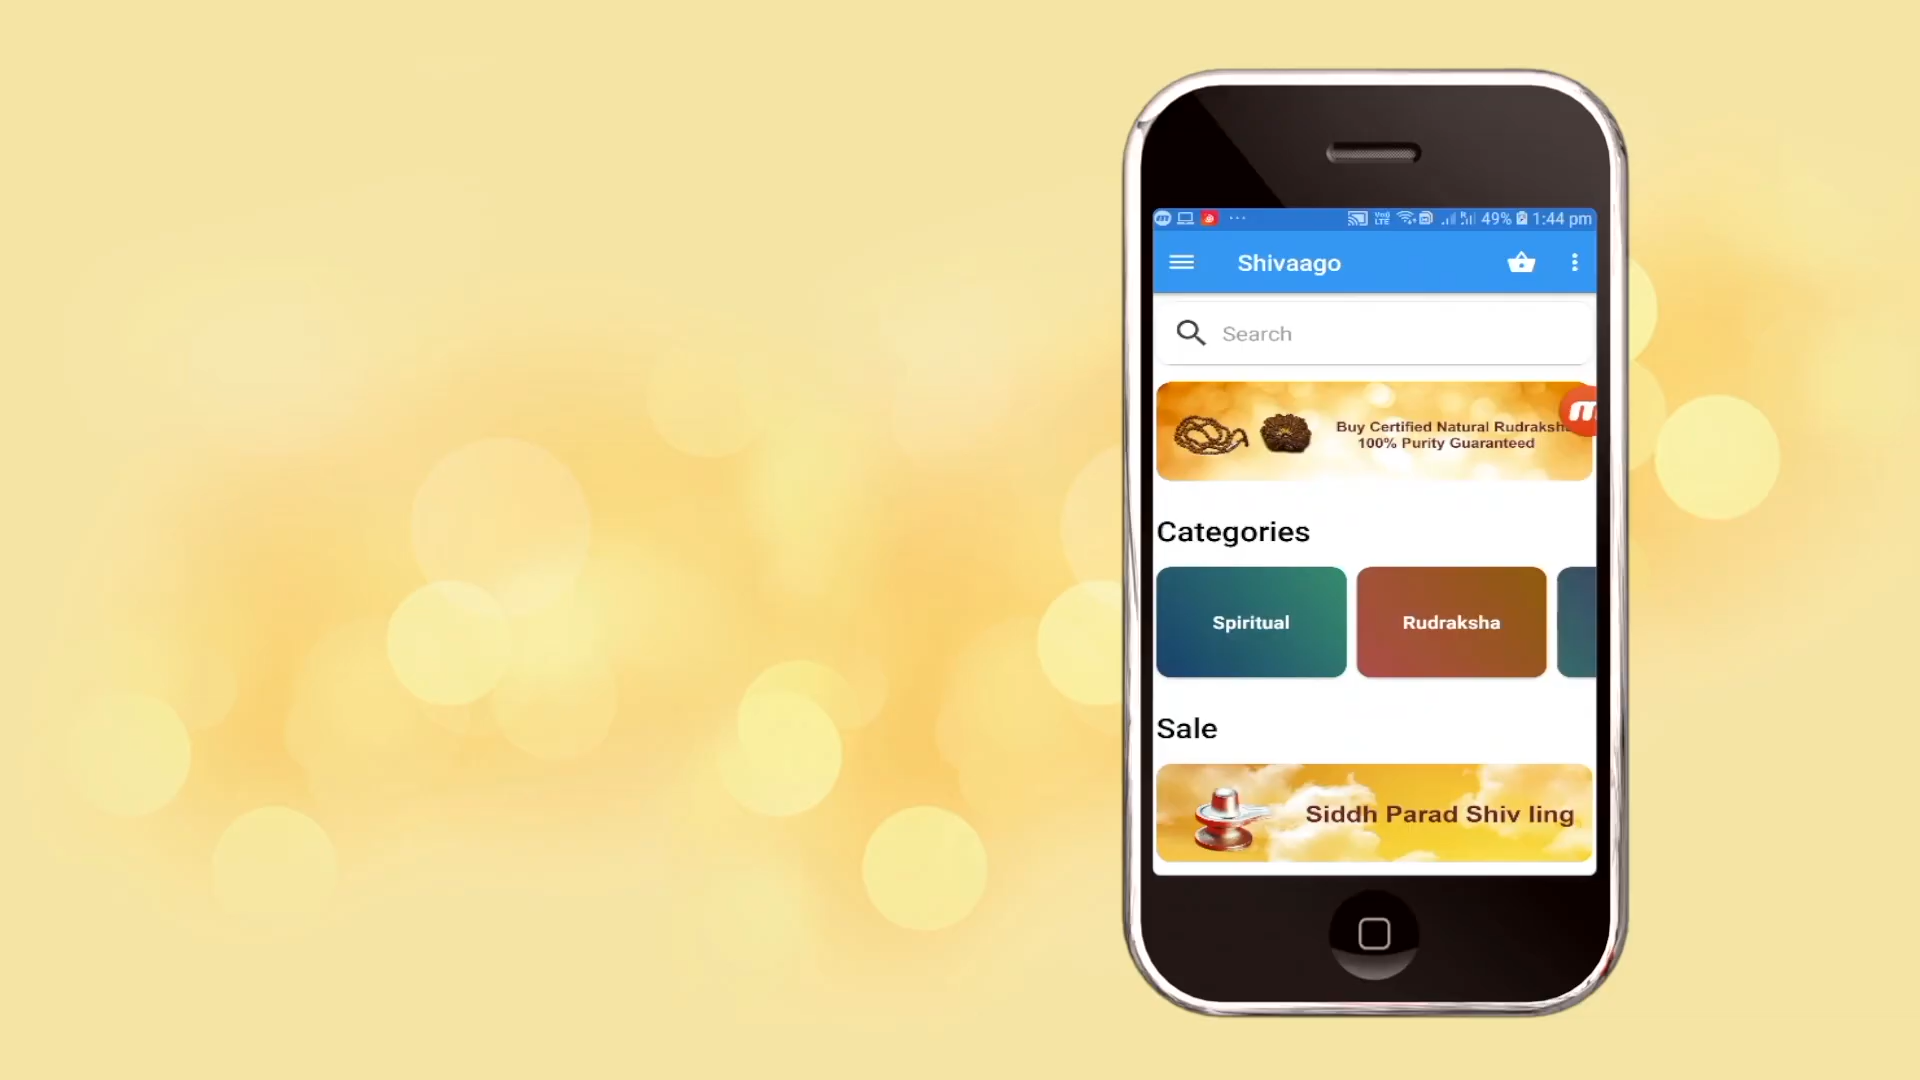 49% 1:44 pm
Shivaago
Search
Buy Certified Natural Rudraksh
100% Purity Guaranteed
Categories
Spiritual
Rudraksha
Sale
Siddh Parad Shiv ling